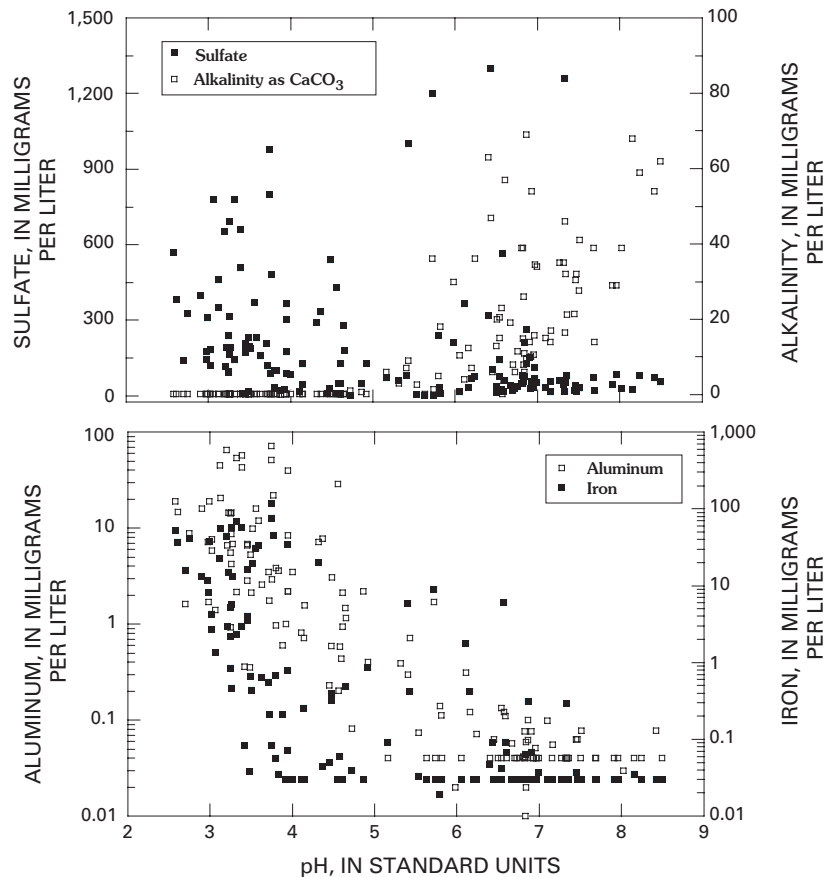 1,500
1,200
900
600
300
0
SULFATE, IN MILLIGRAMS
PER LITER
Sulfate
Alkalinity as CaCO3
100
80
60
40
20
0
ALKALINITY, IN MILLIGRAMS
PER LITER
100
10
1
0.1
0.01
ALUMINUM, IN MILLIGRAMS
PER LITER
Aluminum
Iron
1,000
100
10
1
0.1
0.01
IRON, IN MILLIGRAMS
PER LITER
2 3 4 5 6 7 8 9
pH, IN STANDARD UNITS